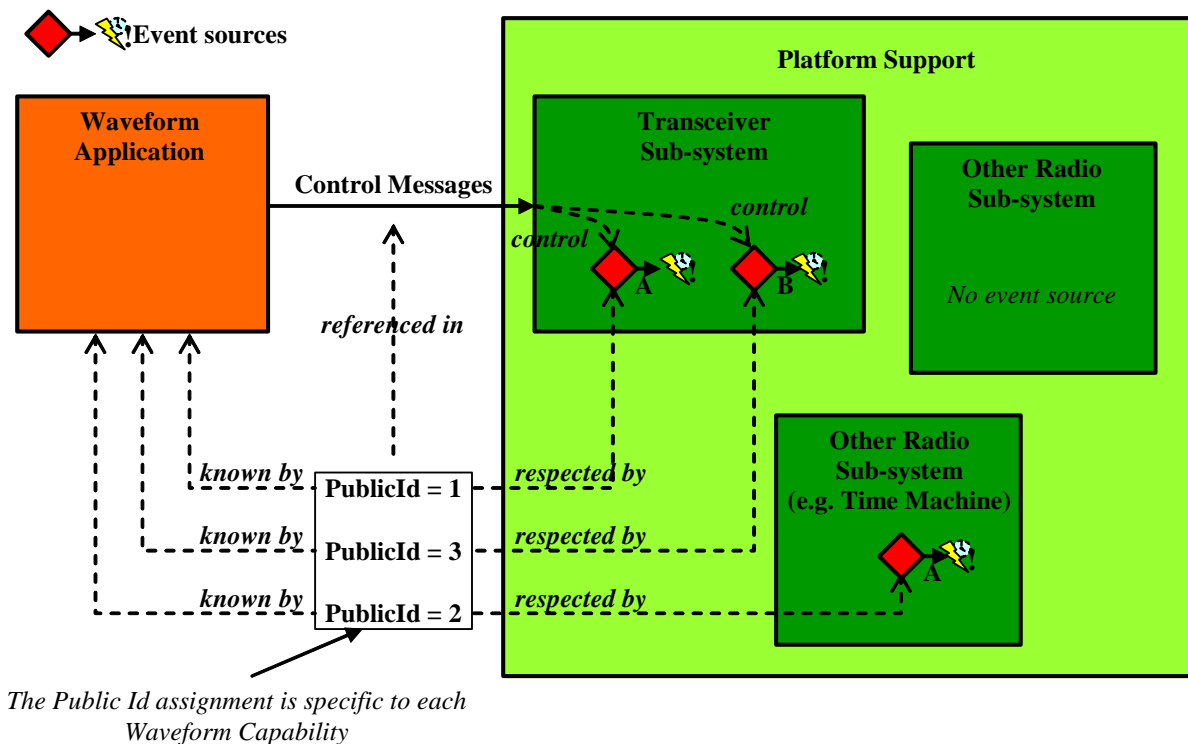 Event sources
Platform Support
Waveform
Application
Transceiver
Sub-system
Other Radio
Sub-system
Control Messages
control
control
A
B
No event source
referenced in
Other Radio
Sub-system
(e.g. Time Machine)
known by
PublicId = 1
respected by
known by
PublicId = 3
respected by
A
known by
PublicId = 2
respected by
The Public Id assignment is specific to each
Waveform Capability